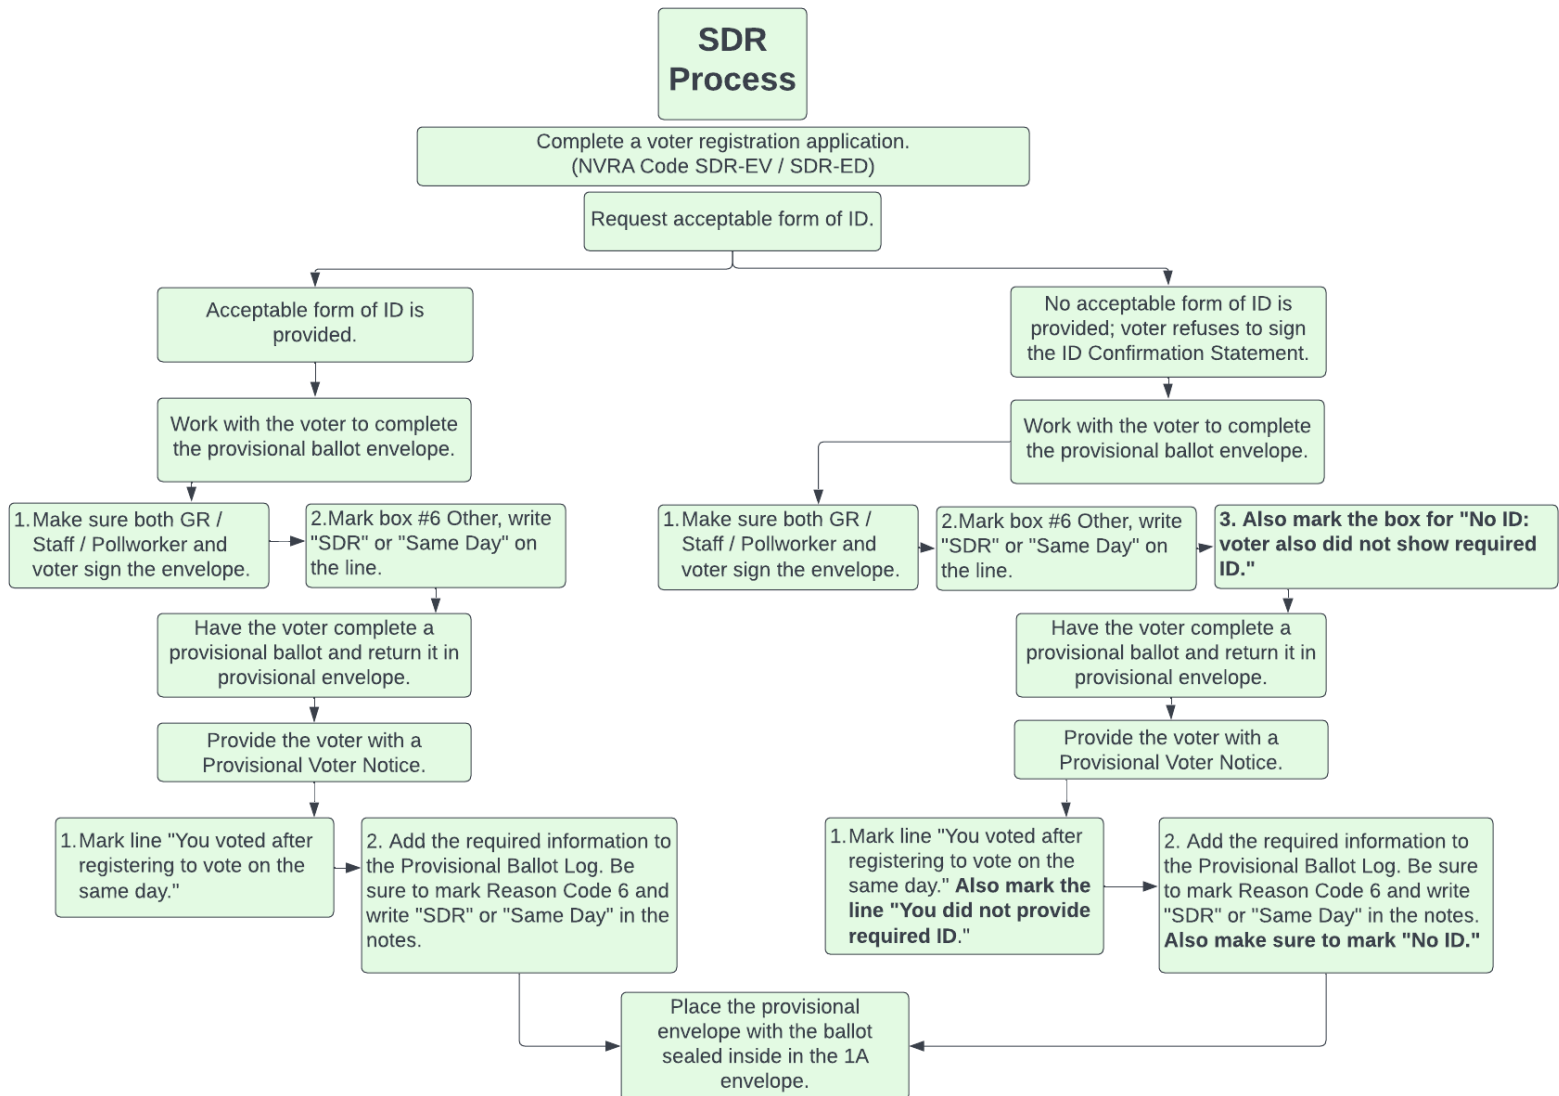 SDR
Process
Complete a voter registration application.
(NVRA Code SDR-EV / SDR-ED)
Request acceptable form of ID.
Acceptable form of ID is
provided.
Work with the voter to complete
the provisional ballot envelope.
1. Make sure both GR /
Staff / Pollworker and
voter sign the envelope.
2.Mark box #6 Other, write
"SDR" or "Same Day" on
the line.
Have the voter complete a
provisional ballot and return it in
provisional envelope.
Provide the voter with a
Provisional Voter Notice.
1. Mark line "You voted after
registering to vote on the
same day."
2. Add the required information to
the Provisional Ballot Log. Be
sure to mark Reason Code 6 and
write "SDR" or "Same Day" in the
notes.
No acceptable form of ID is
provided; voter refuses to sign
the ID Confirmation Statement.
Work with the voter to complete
the provisional ballot envelope.
1. Make sure both GR /
Staff / Pollworker and
voter sign the envelope.
2.Mark box #6 Other, write
"SDR" or "Same Day" on
the line.
3. Also mark the box for "No ID:
voter also did not show required
ID."
Have the voter complete a
provisional ballot and return it in
provisional envelope.
Provide the voter with a
Provisional Voter Notice.
1. Mark line "You voted after
registering to vote on the
same day." Also mark the
line "You did not provide
required ID."
2. Add the required information to
the Provisional Ballot Log. Be sure
to mark Reason Code 6 and write
"SDR" or "Same Day" in the notes.
Also make sure to mark "No ID."
Place the provisional
envelope with the ballot
sealed inside in the 1A
envelope.